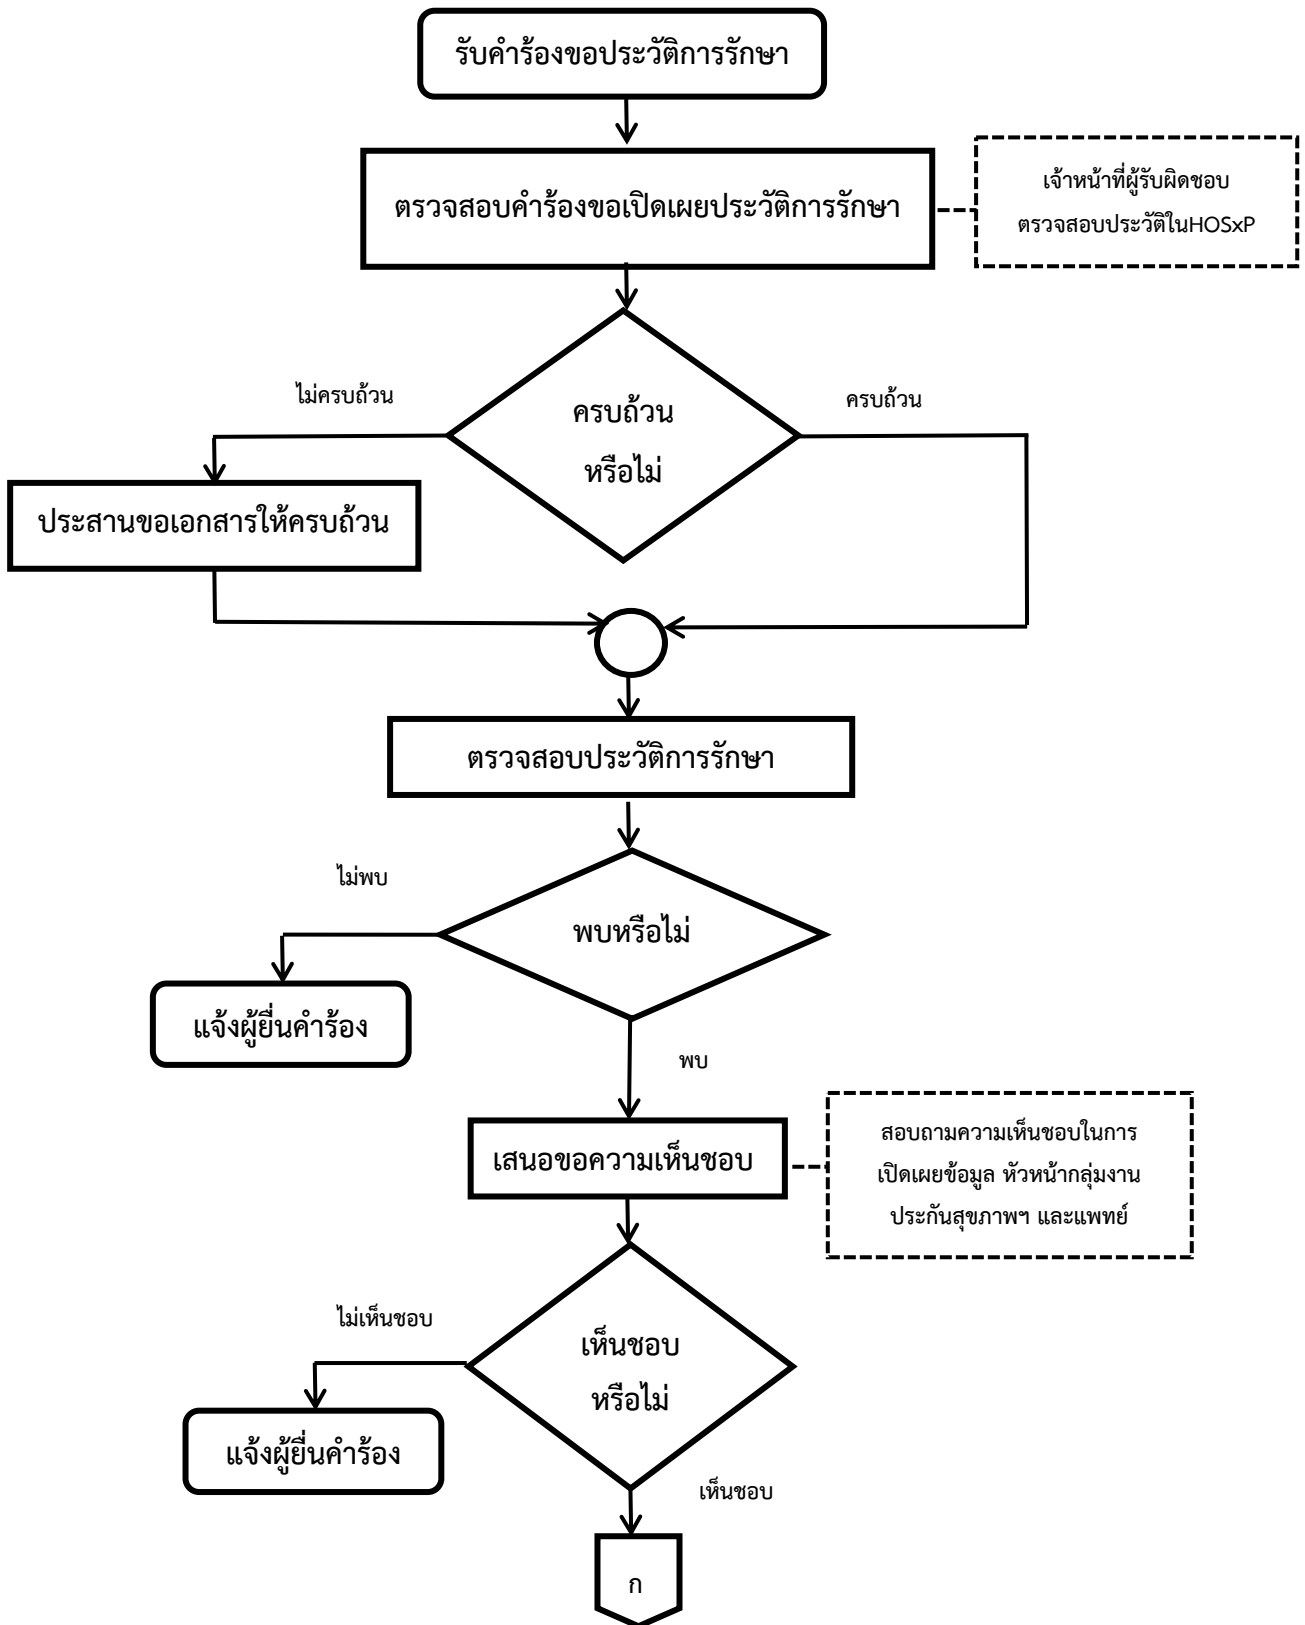 รับคำร้องขอประวัติการรักษา
ตรวจสอบคำร้องขอเปิดเผยประวัติการรักษา
เจ้าหน้าที่ผู้รับผิดชอบ
ตรวจสอบประวัติในHOSxP
ไม่ครบถ้วน
ครบถ้วน
หรือไม่
ครบถ้วน
ประสานขอเอกสารให้ครบถ้วน
ตรวจสอบประวัติการรักษา
ไม่พบ
พบหรือไม่
แจ้งผู้ยื่นคำร้อง
พบ
เสนอขอความเห็นชอบ
สอบถามความเห็นชอบในการ
เปิดเผยข้อมูล หัวหน้ากลุ่มงาน
ประกันสุขภาพฯ และแพทย์
ไม่เห็นชอบ
เห็นชอบ
หรือไม่
แจ้งผู้ยื่นคำร้อง
เห็นชอบ
ก